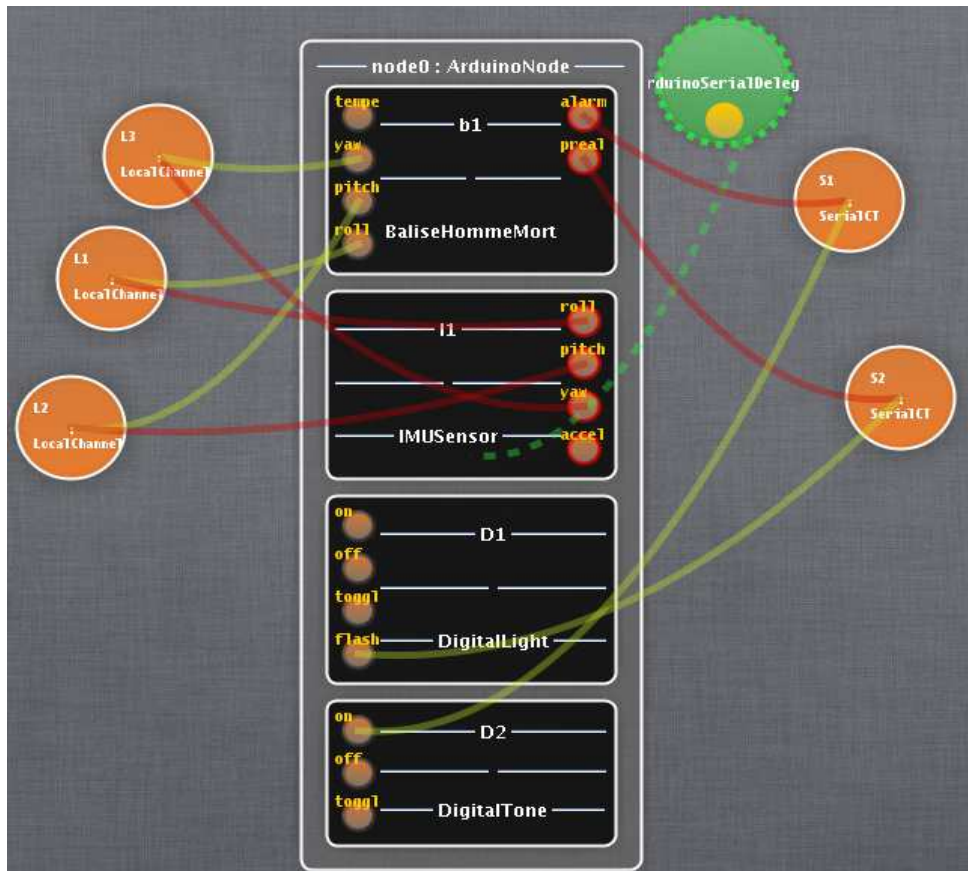 node0 : ArduinoNode
rduinoSerialDeleg
tempe
alarm
b1
yaw
preal
pitch
roll
BaliseHommeMort
L3
:
LocalChannel
L1
:
LocalChannel
L2
:
LocalChannel
S1
:
SerialCT
S2
:
SerialCT
roll
I1
pitch
yaw
IMUSensor
accel
on
D1
off
toggl
flash
DigitalLight
on
D2
off
toggl
DigitalTone